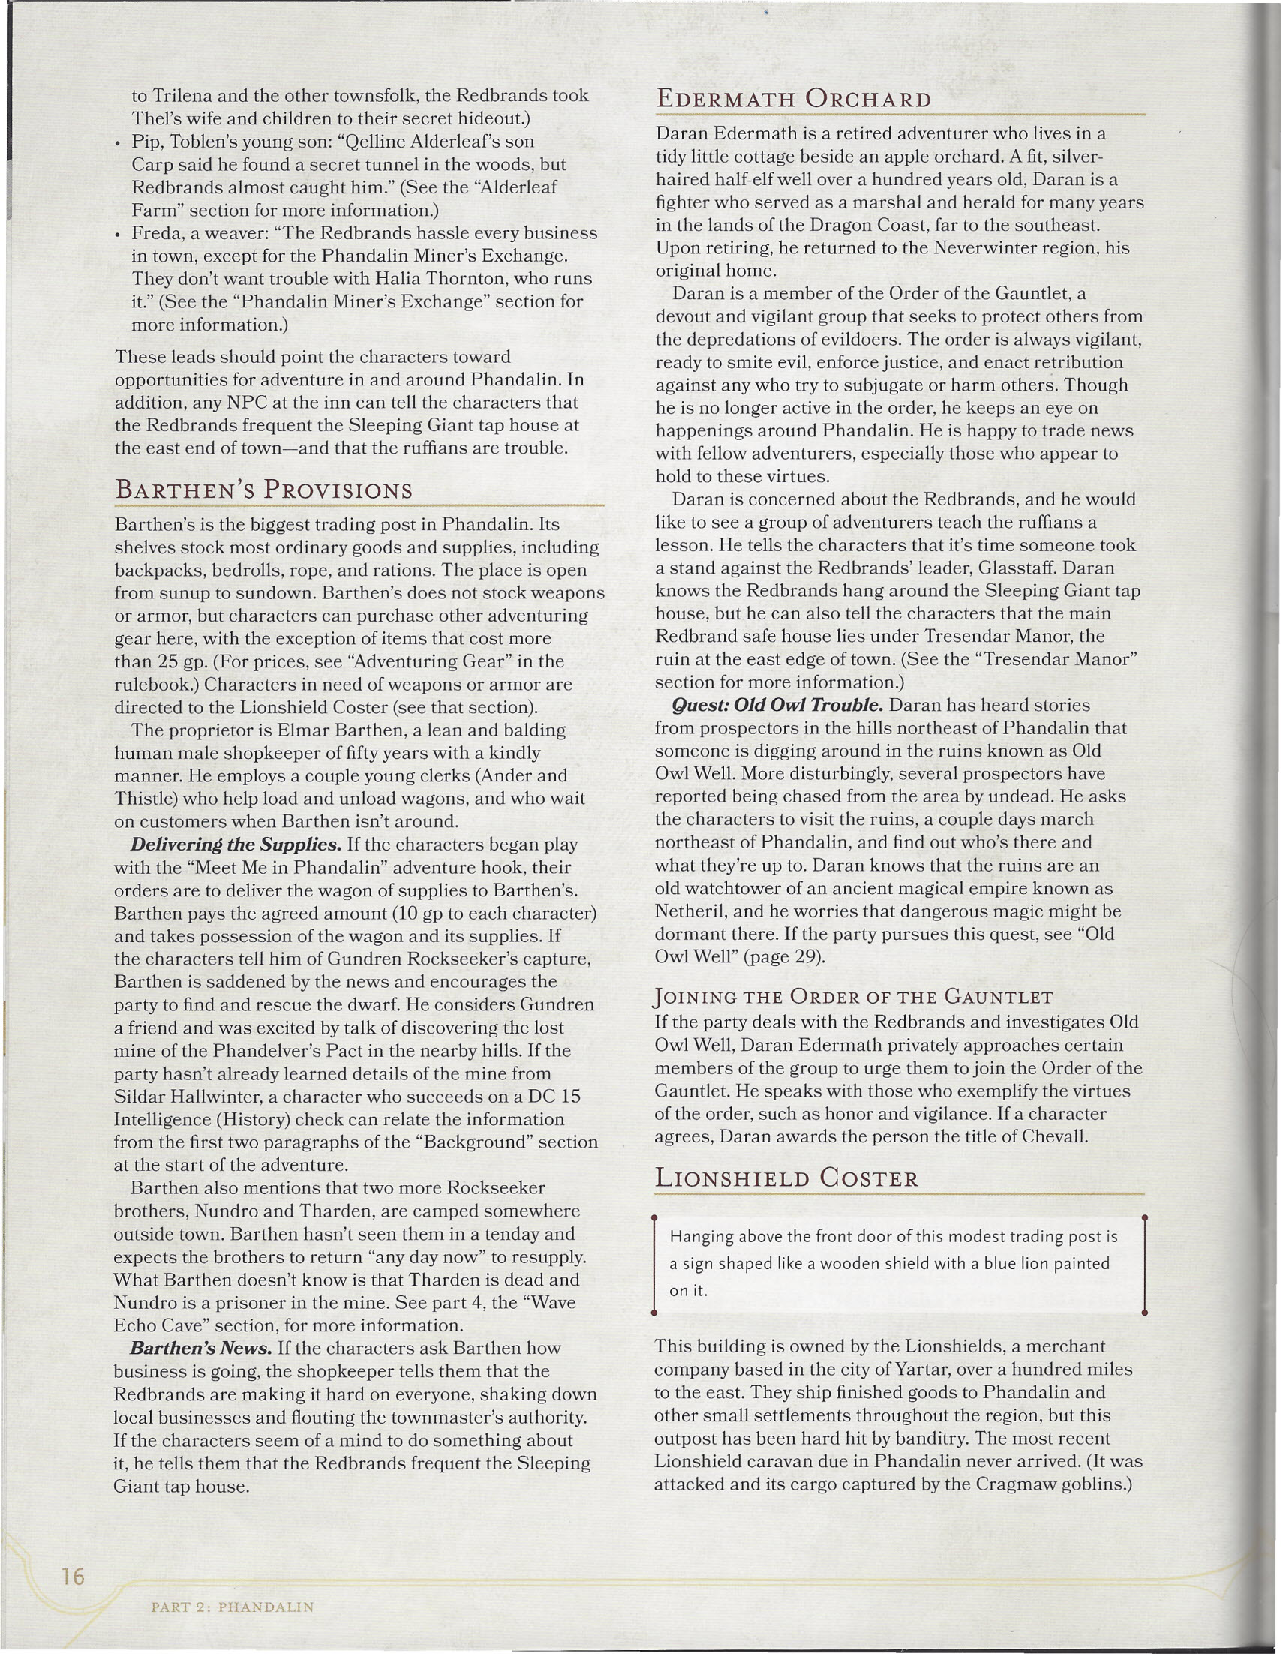 to Trilena and the other townsfolk, the Redbrands took
Thel's wife and children to their secret hideout.)
• Pip, Toblen's young son: “Qelline Alderleaf's son
Carp said he found a secret tunnel in the woods, but
Redbrands almost caught him.” (See the “Alderleaf
Farm” section for more information.)
• Freda, a weaver: “The Redbrands hassle every business
in town, except for the Phandalin Miner's Exchange.
They don't want trouble with Halia Thornton, who runs
it.” (See the “Phandalin Miner's Exchange” section for
more information.)
These leads should point the characters toward
opportunities for adventure in and around Phandalin. In
addition, any NPC at the inn can tell the characters that
the Redbrands frequent the Sleeping Giant tap house at
the east end of town—and that the ruffians are trouble.
BARTHEN'S PROVISIONS
Barthen's is the biggest trading post in Phandalin. Its
shelves stock most ordinary goods and supplies, including
backpacks, bedrolls, rope, and rations. The place is open
from sunup to sundown. Barthen's does not stock weapons
or armor, but characters can purchase other adventuring
gear here, with the exception of items that cost more
than 25 gp. (For prices, see “Adventuring Gear” in the
rulebook.) Characters in need of weapons or armor are
directed to the Lionshield Coster (see that section).
The proprietor is Elmar Barthen, a lean and balding
human male shopkeeper of fifty years with a kindly
manner. He employs a couple young clerks (Ander and
Thistle) who help load and unload wagons, and who wait
on customers when Barthen isn't around.
Delivering the Supplies. If the characters began play
with the “Meet Me in Phandalin” adventure hook, their
orders are to deliver the wagon of supplies to Barthen's.
Barthen pays the agreed amount (10 gp to each character)
and takes possession of the wagon and its supplies. If
the characters tell him of Gundren Rockseeker's capture,
Barthen is saddened by the news and encourages the
party to find and rescue the dwarf. He considers Gundren
a friend and was excited by talk of discovering the lost
mine of the Phandelver's Pact in the nearby hills. If the
party hasn't already learned details of the mine from
Sildar Hallwinter, a character who succeeds on a DC 15
Intelligence (History) check can relate the information
from the first two paragraphs of the “Background” section
at the start of the adventure.
Barthen also mentions that two more Rockseeker
brothers, Nundro and Tharden, are camped somewhere
outside town. Barthen hasn't seen them in a tenday and
expects the brothers to return “any day now” to resupply.
What Barthen doesn't know is that Tharden is dead and
Nundro is a prisoner in the mine. See part 4, the “Wave
Echo Cave” section, for more information.
Barthen's News. If the characters ask Barthen how
business is going, the shopkeeper tells them that the
Redbrands are making it hard on everyone, shaking down
local businesses and flouting the townmaster's authority.
If the characters seem of a mind to do something about
it, he tells them that the Redbrands frequent the Sleeping
Giant tap house.
EDERMATH ORCHARD
Daran Edermath is a retired adventurer who lives in a
tidy little cottage beside an apple orchard. A fit, silver-
haired half-elf well over a hundred years old, Daran is a
fighter who served as a marshal and herald for many years
in the lands of the Dragon Coast, far to the southeast.
Upon retiring, he returned to the Neverwinter region, his
original home.
Daran is a member of the Order of the Gauntlet, a
devout and vigilant group that seeks to protect others from
the depredations of evildoers. The order is always vigilant,
ready to smite evil, enforce justice, and enact retribution
against any who try to subjugate or harm others. Though
he is no longer active in the order, he keeps an eye on
happenings around Phandalin. He is happy to trade news
with fellow adventurers, especially those who appear to
hold to these virtues.
Daran is concerned about the Redbrands, and he would
like to see a group of adventurers teach the ruffians a
lesson. He tells the characters that it's time someone took
a stand against the Redbrands' leader, Glasstaff. Daran
knows the Redbrands hang around the Sleeping Giant tap
house, but he can also tell the characters that the main
Redbrand safe house lies under Tresendar Manor, the
ruin at the east edge of town. (See the “Tresendar Manor”
section for more information.)
Quest: Old Owl Trouble. Daran has heard stories
from prospectors in the hills northeast of Phandalin that
someone is digging around in the ruins known as Old
Owl Well. More disturbingly, several prospectors have
reported being chased from the area by undead. He asks
the characters to visit the ruins, a couple days march
northeast of Phandalin, and find out who's there and
what they're up to. Daran knows that the ruins are an
old watchtower of an ancient magical empire known as
Netheril, and he worries that dangerous magic might be
dormant there. If the party pursues this quest, see “Old
Owl Well” (page 29).
JOINING THE ORDER OF THE GAUNTLET
If the party deals with the Redbrands and investigates Old
Owl Well, Daran Edermath privately approaches certain
members of the group to urge them to join the Order of the
Gauntlet. He speaks with those who exemplify the virtues
of the order, such as honor and vigilance. If a character
agrees, Daran awards the person the title of Chevall.
LIONSHIELD COSTER
Hanging above the front door of this modest trading post is
a sign shaped like a wooden shield with a blue lion painted
on it.
This building is owned by the Lionshields, a merchant
company based in the city of Yartar, over a hundred miles
to the east. They ship finished goods to Phandalin and
other small settlements throughout the region, but this
outpost has been hard hit by banditry. The most recent
Lionshield caravan due in Phandalin never arrived. (It was
attacked and its cargo captured by the Cragmaw goblins.)
16
PART 2: PHANDALIN